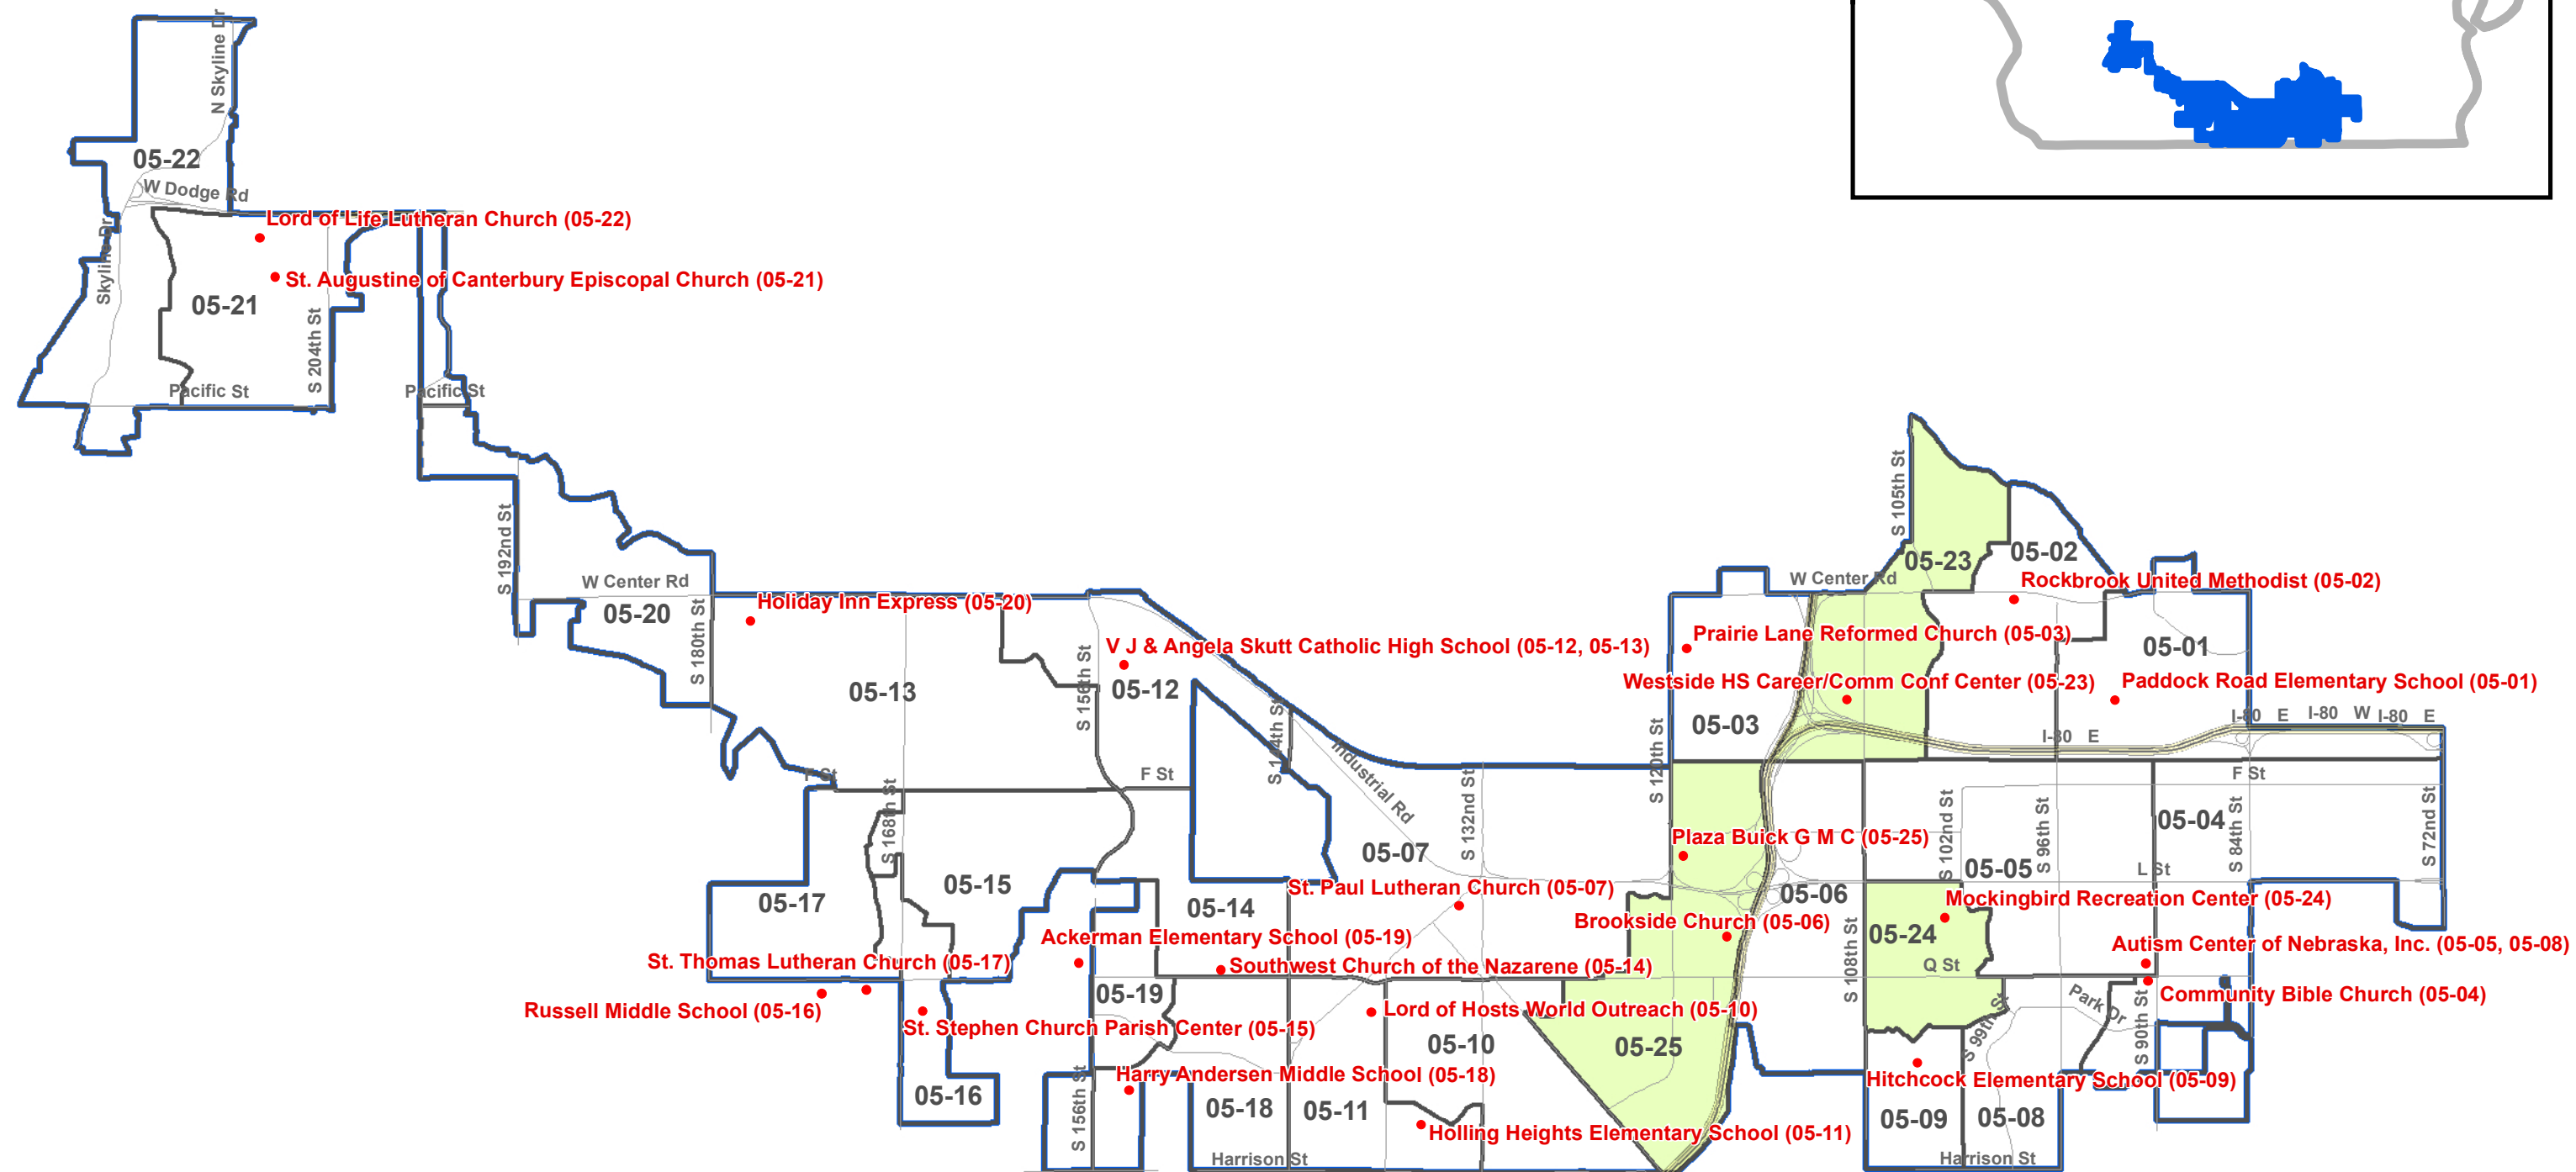 N Skyline Dr
05-22
W Dodge Rd
Lord of Life Lutheran Church (05-22)
Skyline Dr
St. Augustine of Canterbury Episcopal Church (05-21)
05-21
S 204th St
Pacific St
Pacific St
S 192nd St
S 105th St
05-23
05-02
W Center Rd
W Center Rd
Rockbrook United Methodist (05-02)
05-20
S 180th St
Holiday Inn Express (05-20)
V J & Angela Skutt Catholic High School (05-12, 05-13)
Prairie Lane Reformed Church (05-03)
05-01
S 156th St
05-13
05-12
Westside HS Career/Comm Conf Center (05-23)
Paddock Road Elementary School (05-01)
05-03
I-80 E
I-80 W
I-80 E
I-80 E
S 144th St
S 120th St
F St
F St
F St
Industrial Rd
S 132nd St
S 168th St
Plaza Buick G M C (05-25)
S 102nd St
S 96th St
05-04
S 84th St
S 72nd St
05-07
05-05
L St
05-15
05-17
St. Paul Lutheran Church (05-07)
05-06
05-14
Mockingbird Recreation Center (05-24)
Brookside Church (05-06)
05-24
Ackerman Elementary School (05-19)
Autism Center of Nebraska, Inc. (05-05, 05-08)
St. Thomas Lutheran Church (05-17)
Southwest Church of the Nazarene (05-14)
Q St
S 108th St
05-19
Community Bible Church (05-04)
Russell Middle School (05-16)
Lord of Hosts World Outreach (05-10)
Park Dr
S 90th St
St. Stephen Church Parish Center (05-15)
S 99th St
05-10
05-25
Harry Andersen Middle School (05-18)
Hitchcock Elementary School (05-09)
05-16
S 156th St
05-18
05-11
05-09
05-08
Holling Heights Elementary School (05-11)
Harrison St
Harrison St